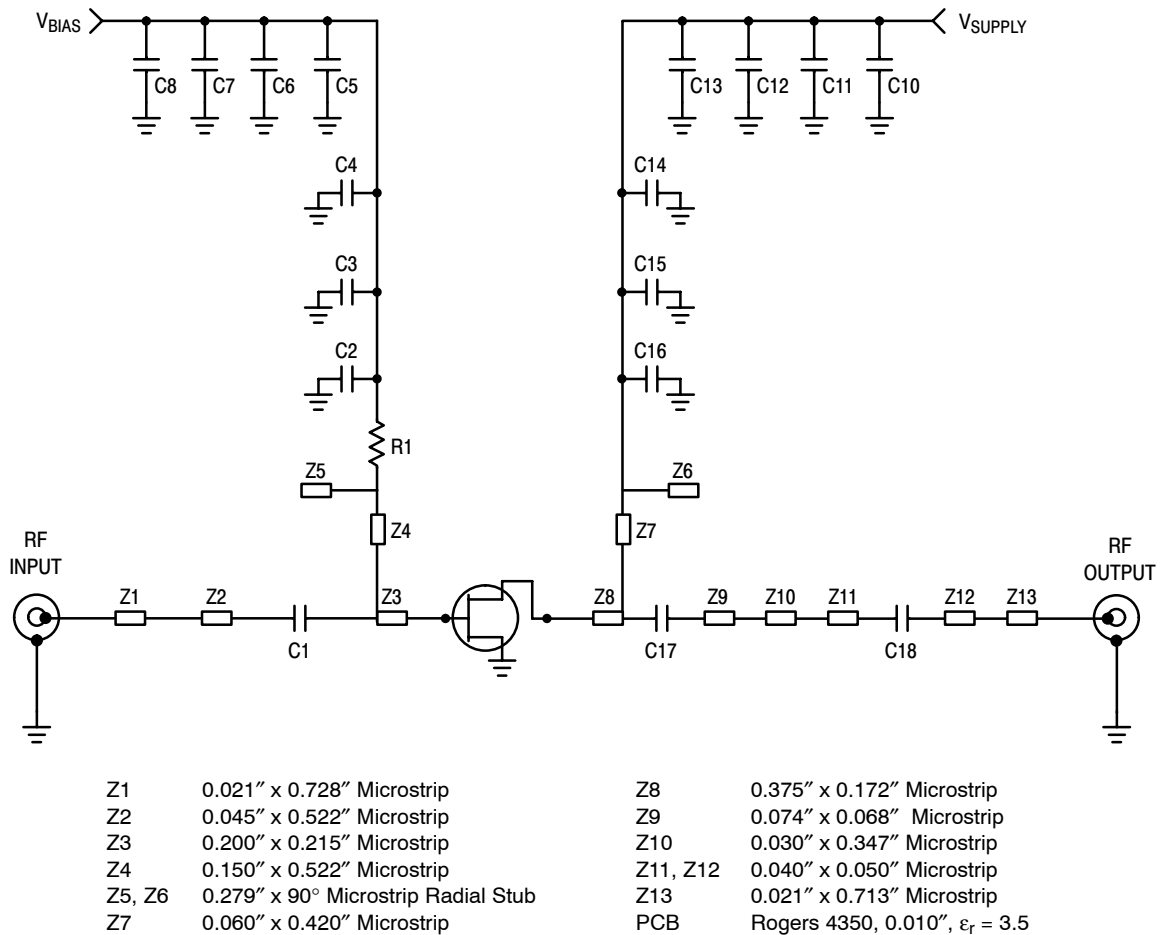 VBIAS
VSUPPLY
C8 C7 C6 C5
C13 C12 C11 C10
C4
C14
C3
C15
C2
C16
R1
Z5
Z6
Z4
Z7
RF
INPUT
RF
OUTPUT
Z1 Z2 Z3 Z8 Z9 Z10 Z11 Z12 Z13
C1 C17 C18
Z1 0.021″ x 0.728″ Microstrip
Z2 0.045″ x 0.522″ Microstrip
Z3 0.200″ x 0.215″ Microstrip
Z4 0.150″ x 0.522″ Microstrip
Z5, Z6 0.279″ x 90° Microstrip Radial Stub
Z7 0.060″ x 0.420″ Microstrip
Z8 0.375″ x 0.172″ Microstrip
Z9 0.074″ x 0.068″ Microstrip
Z10 0.030″ x 0.347″ Microstrip
Z11, Z12 0.040″ x 0.050″ Microstrip
Z13 0.021″ x 0.713″ Microstrip
PCB Rogers 4350, 0.010″, εr = 3.5